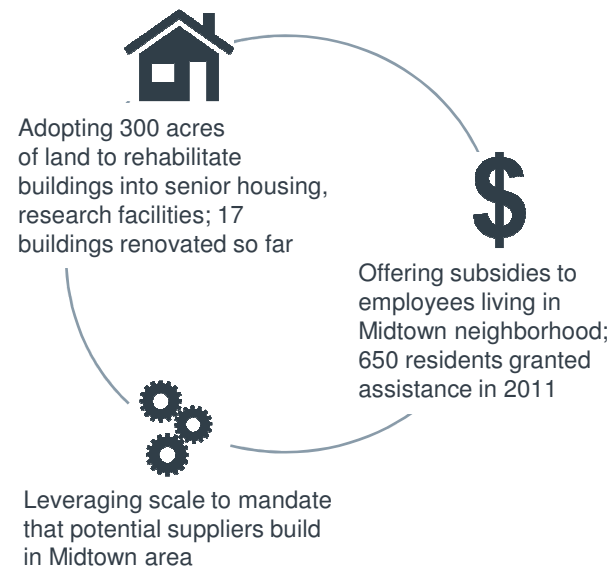 Adopting 300 acres
of land to rehabilitate
buildings into senior housing,
research facilities; 17
buildings renovated so far
$
Offering subsidies to
employees living in
Midtown neighborhood;
650 residents granted
assistance in 2011
Leveraging scale to mandate
that potential suppliers build
in Midtown area